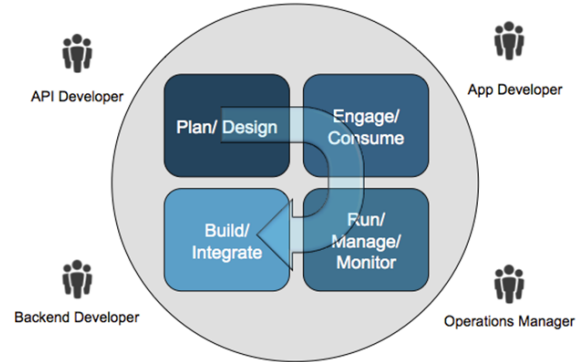 API Developer
App Developer
Plan/ Design
Engage/
Consume
Build/
Integrate
Run/
Manage/
Monitor
Backend Developer
Operations Manager